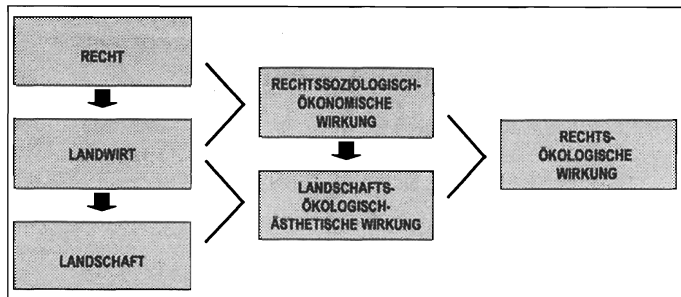 RECHT
LANDWIRT
LANDSCHAFT
RECHTSSOZIOLOGISCH-
ÖKONOMISCHE
WIRKUNG
LANDSCHAFTS-
ÖKOLOGISCH-
ÄSTHETISCHE WIRKUNG
RECHTS-
ÖKOLOGISCHE
WIRKUNG